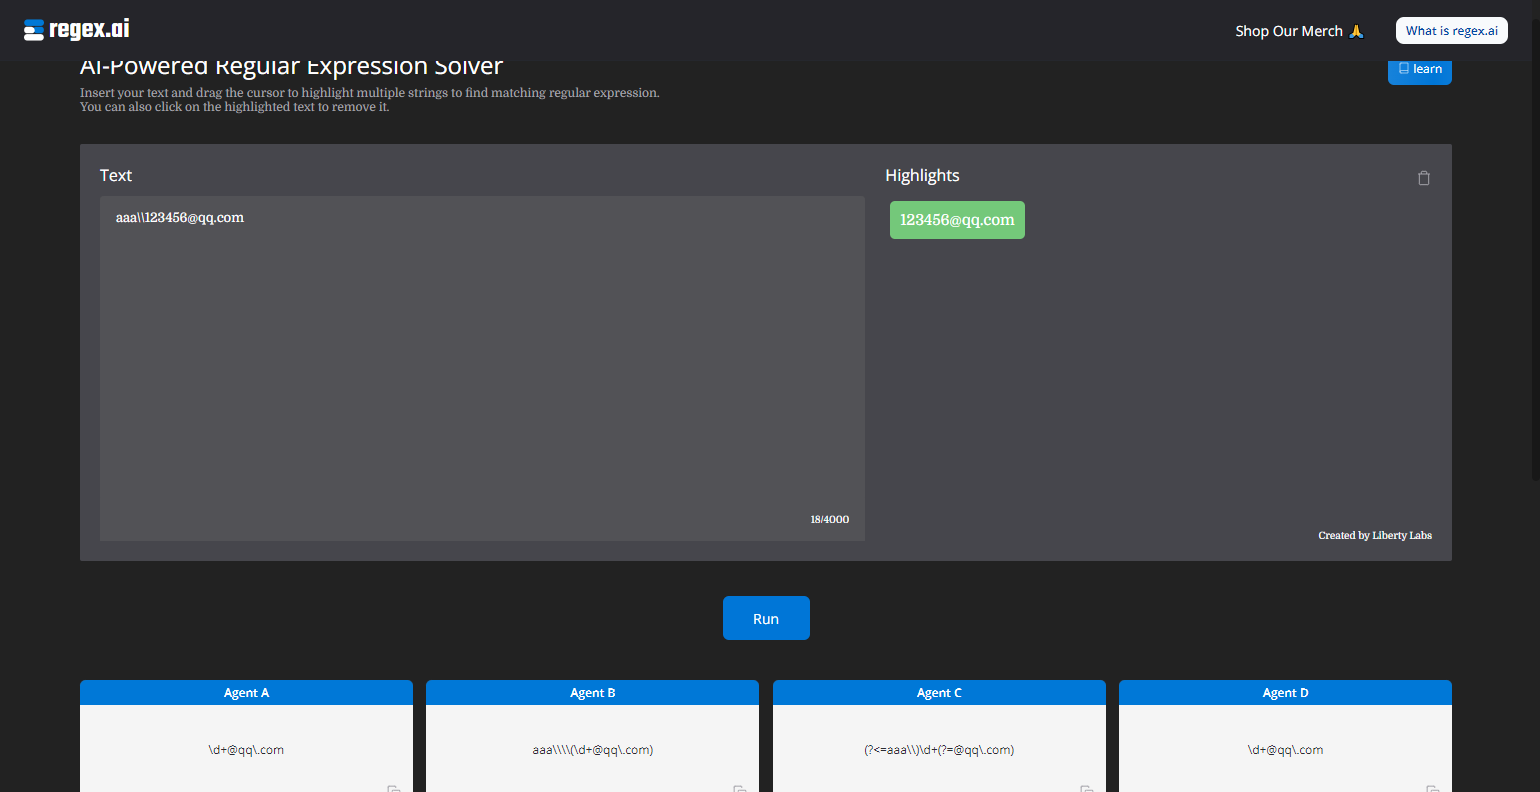 regex.ai
Shop Our Merch 🙏
What is regex.ai
AI-Powered Regular Expression Solver
learn
Insert your text and drag the cursor to highlight multiple strings to find matching regular expression.
You can also click on the highlighted text to remove it.
Text
aaa\\123456@qq.com
18/4000
Highlights
123456@qq.com
Created by Liberty Labs
Run
Agent A
\d+@qq\.com
Agent B
aaa\\\\(\d+@qq\.com)
Agent C
(?<=aaa\\)\d+(?=@qq\.com)
Agent D
\d+@qq\.com